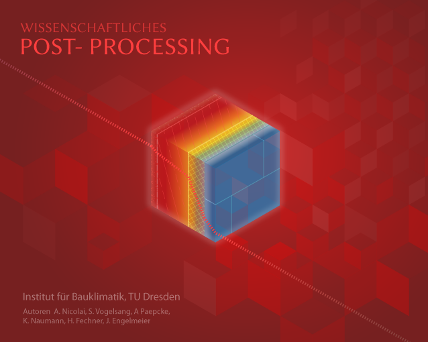 WISSENSCHAFTLICHES
POST- PROCESSING
Institut für Bauklimatik, TU Dresden
Autoren A. Nicolai, S. Vogelsang, A Paepcke,
K. Naumann, H. Fechner, J. Engelmeier